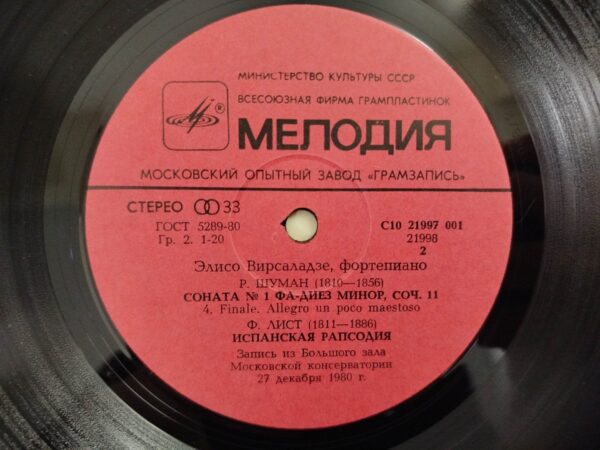 МИНИСТЕРСТВО КУЛЬТУРЫ СССР
ВСЕСОЮЗНАЯ ФИРМА ГРАМПЛАСТИНОК
®
МЕЛОДИЯ
МОСКОВСКИЙ ОПЫТНЫЙ ЗАВОД «ГРАМЗАПИСЬ»
СТЕРЕО 33
ГОСТ 5289-80
Гр. 2. 1-20
С10 21997 001
21998
2
Элисо Вирсаладзе, фортепиано
Р. ШУМАН (1810—1856)
СОНАТА № 1 ФА-ДИЕЗ МИНОР, СОЧ. 11
4. Finale. Allegro un poco maestoso
Ф. ЛИСТ (1811—1886)
ИСПАНСКАЯ РАПСОДИЯ
Запись из Большого зала
Московской консерватории
27 декабря 1980 г.